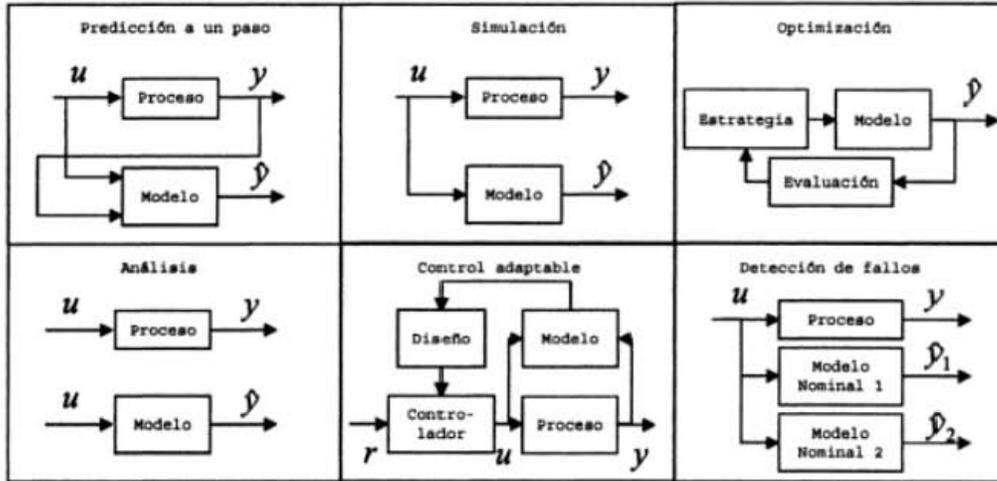 Predicción a un paso
u
y
Proceso
Modelo
ŷ
Simulación
u
y
Proceso
Modelo
ŷ
Optimización
Estrategia
Modelo
ŷ
Evaluación
Análisis
u
y
Proceso
u
ŷ
Modelo
Control adaptable
Diseño
Modelo
Contro-
lador
Proceso
r
u
y
Detección de fallos
u
y
Proceso
Modelo
Nominal 1
ŷ1
Modelo
Nominal 2
ŷ2